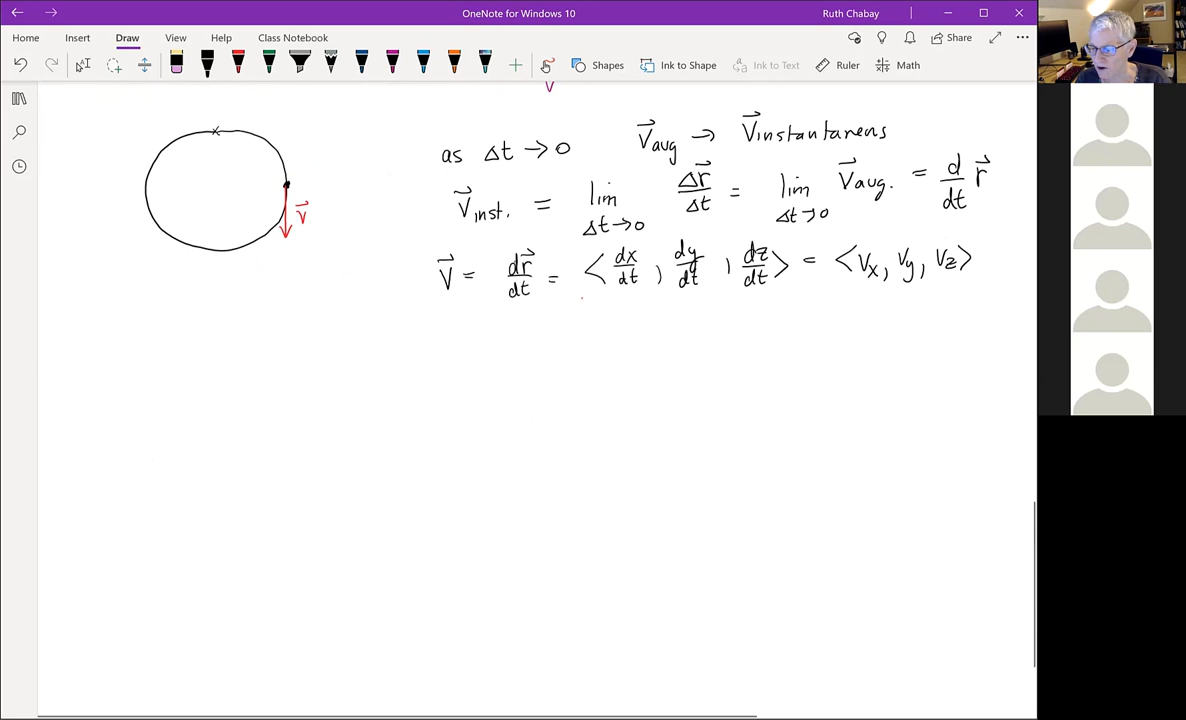 OneNote for Windows 10
Ruth Chabay
Home Insert Draw View Help Class Notebook
Share
Shapes Ink to Shape Ink to Text Ruler Math
V
as Δt → 0 V⃗avg → V⃗instantanens
V⃗inst. = lim Δt→0 Δr⃗/Δt = lim Δt→0 V⃗avg. = d/dt r⃗
V⃗
V⃗ = dr⃗/dt = <dx/dt, dy/dt, dz/dt> = <Vx, Vy, Vz>